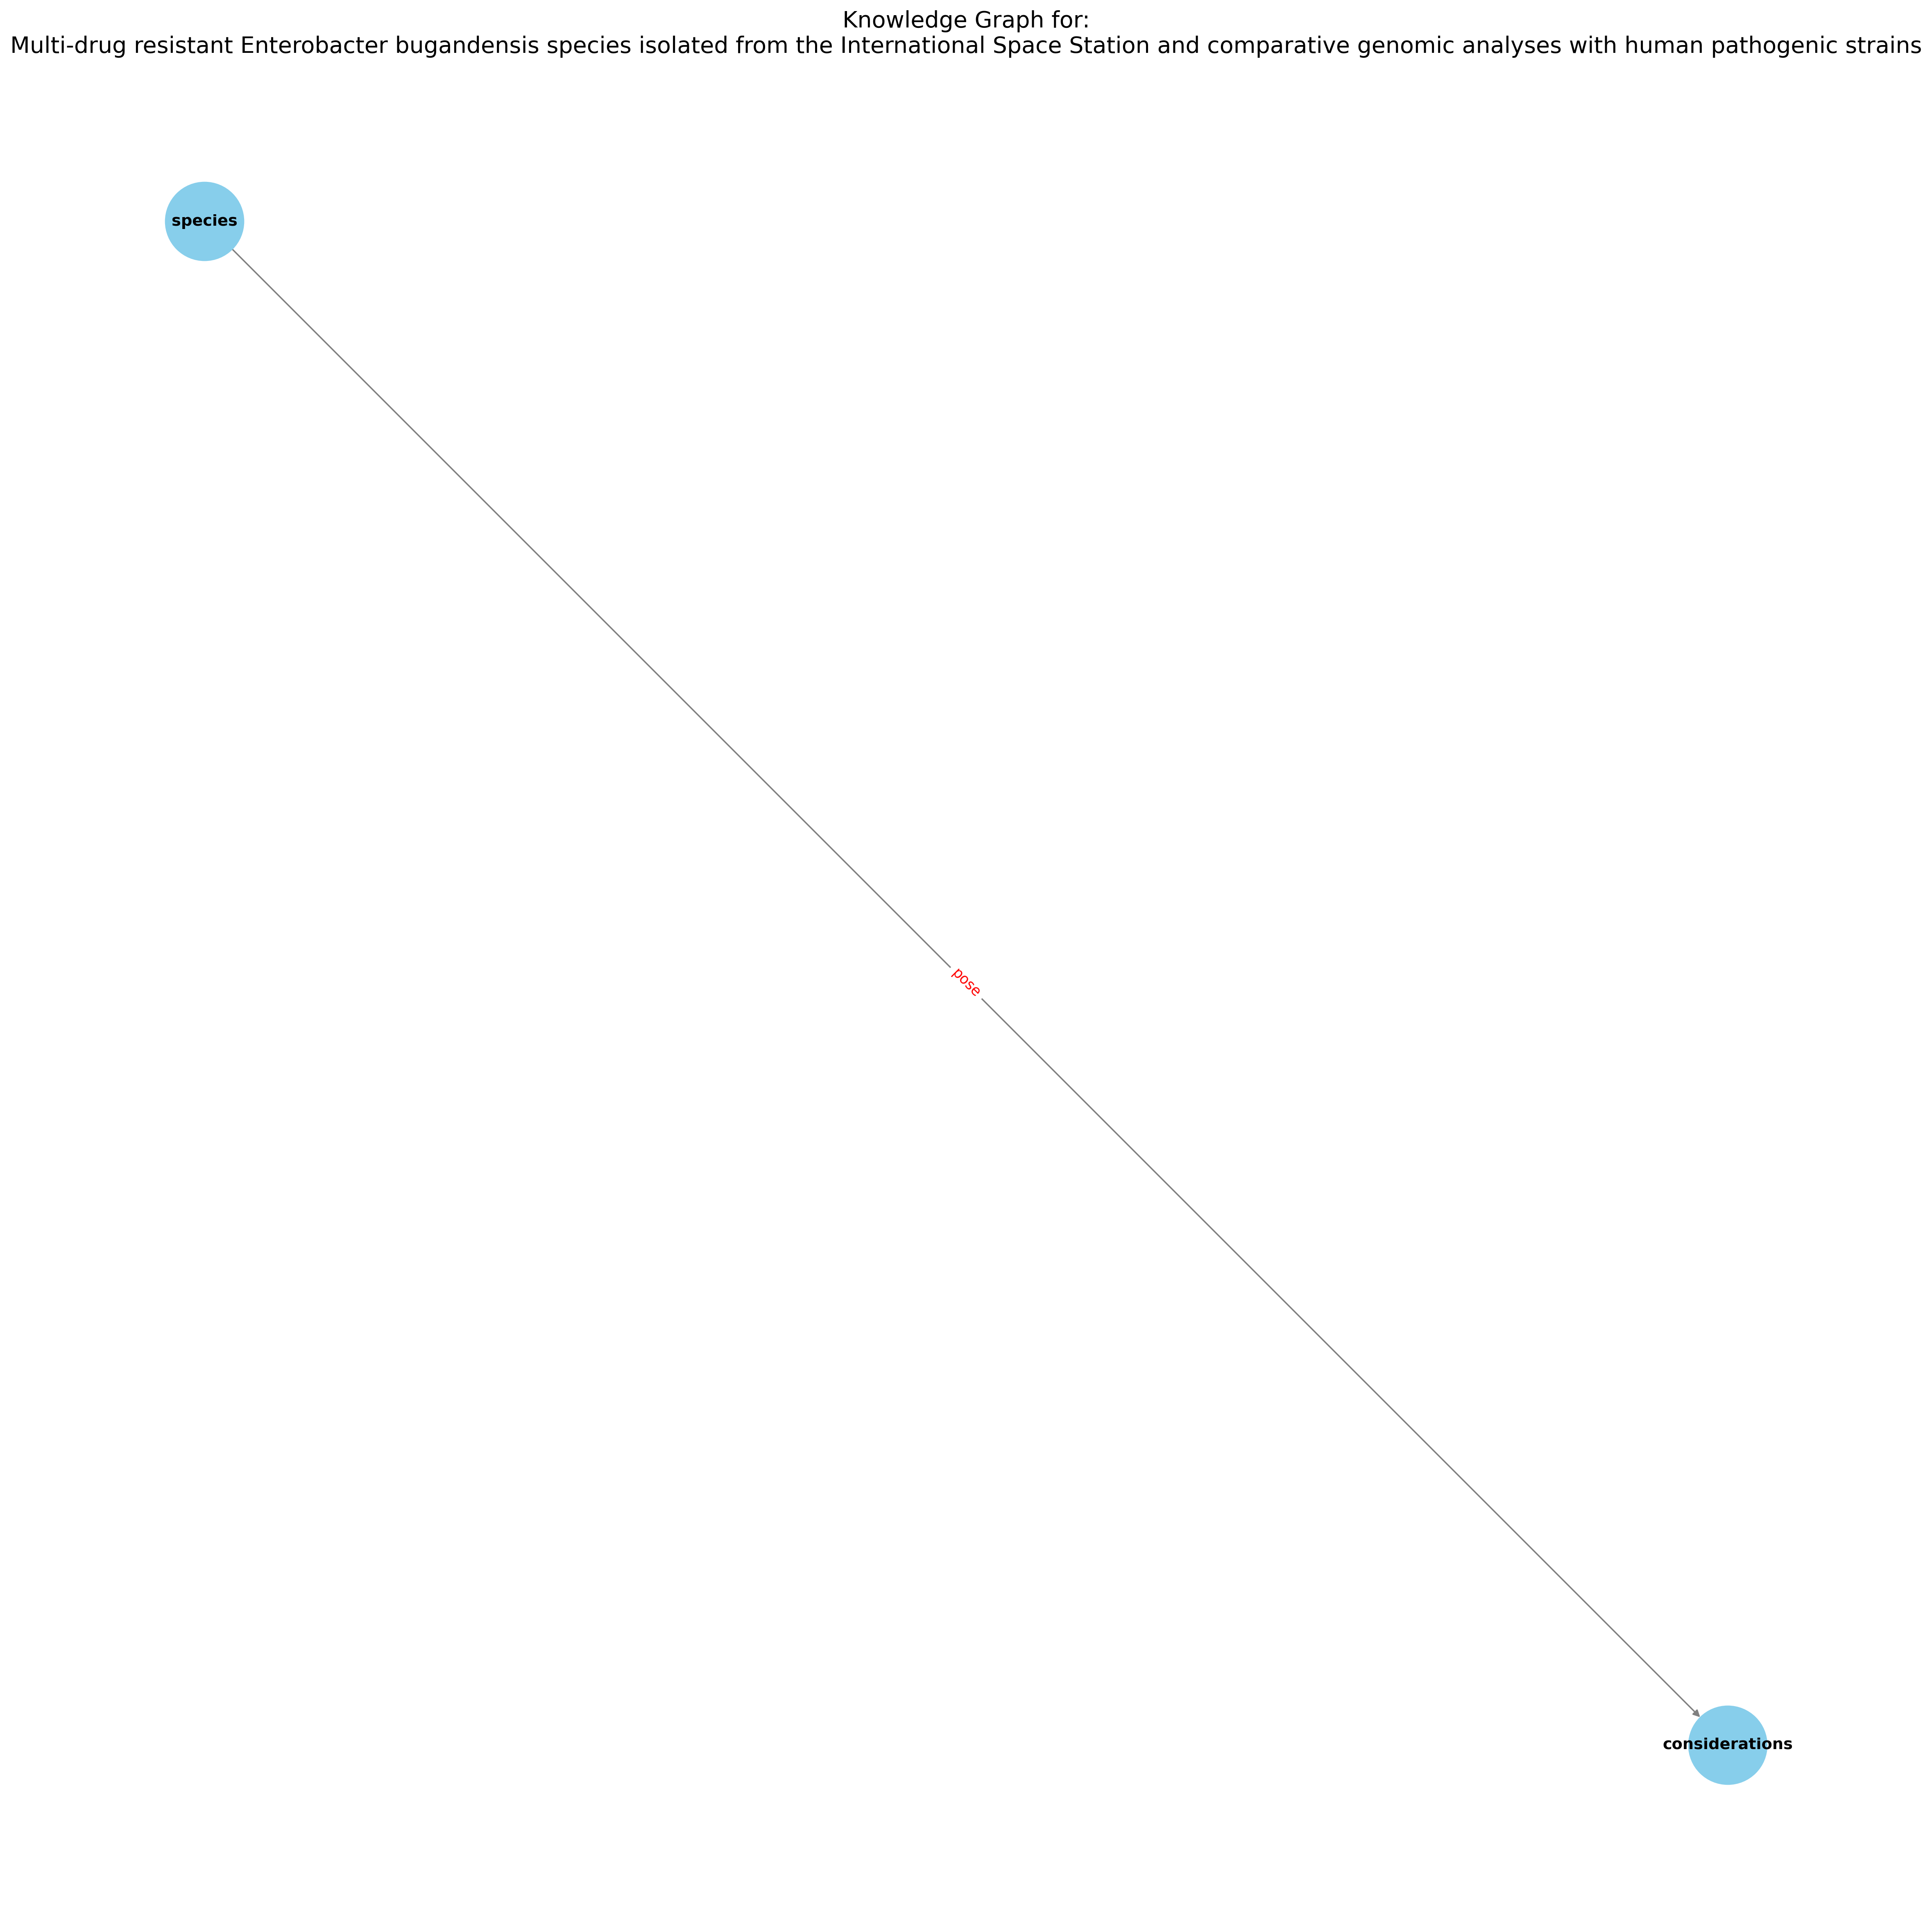 Knowledge Graph for:
Multi-drug resistant Enterobacter bugandensis species isolated from the International Space Station and comparative genomic analyses with human pathogenic strains
species
pose
considerations